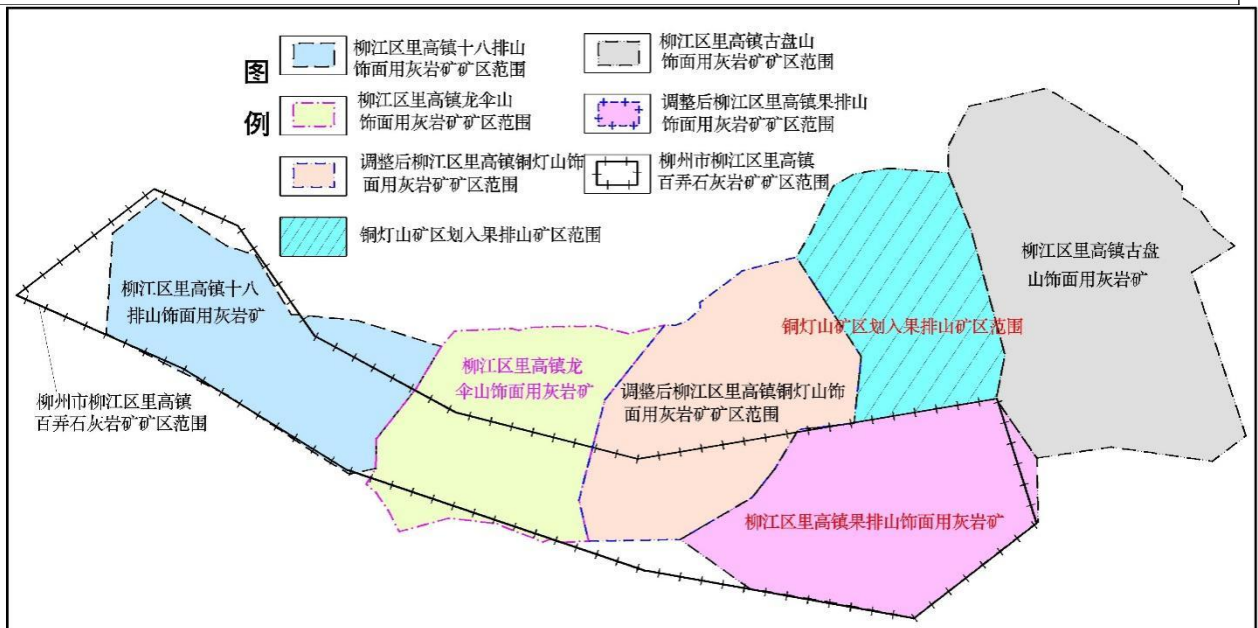 图
例
柳江区里高镇十八排山
饰面用灰岩矿矿区范围
柳江区里高镇古盘山
饰面用灰岩矿矿区范围
柳江区里高镇龙伞山
饰面用灰岩矿矿区范围
调整后柳江区里高镇果排山
饰面用灰岩矿矿区范围
调整后柳江区里高镇铜灯山饰
面用灰岩矿矿区范围
柳州市柳江区里高镇
百弄石灰岩矿矿区范围
铜灯山矿区划入果排山矿区范围
柳江区里高镇古盘
山饰面用灰岩矿
柳江区里高镇十八
排山饰面用灰岩矿
铜灯山矿区划入果排山矿区范围
柳江区里高镇龙
伞山饰面用灰岩矿
调整后柳江区里高镇铜灯山饰
面用灰岩矿矿区范围
柳州市柳江区里高镇
百弄石灰岩矿矿区范围
柳江区里高镇果排山饰面用灰岩矿